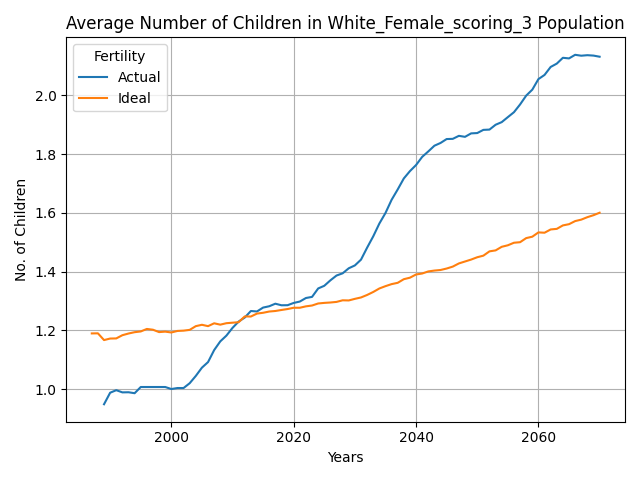 Average Number of Children in White_Female_scoring_3 Population
Fertility
Actual
Ideal
No. of Children
2.0
1.8
1.6
1.4
1.2
1.0
2000
2020
2040
2060
Years